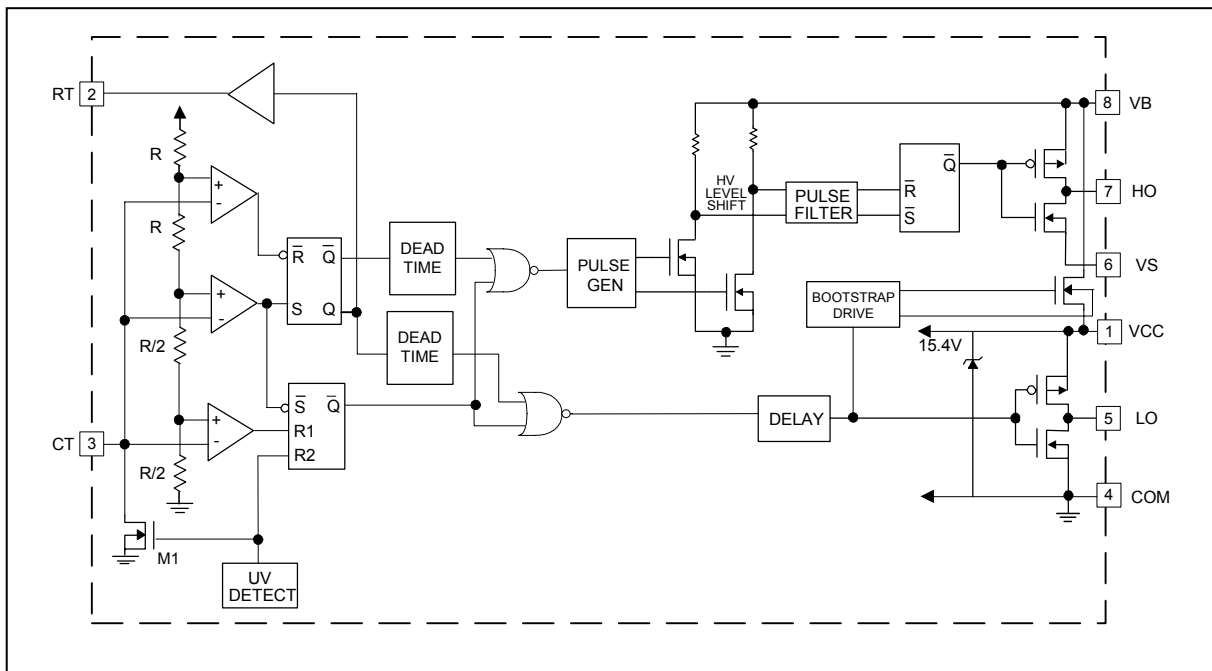 RT 2
8 VB
R
+
-
HV
LEVEL
SHIFT
PULSE
FILTER
R̅
S̅
Q̅
7 HO
R
R̅ Q̅
S Q
DEAD
TIME
PULSE
GEN
6 VS
+
-
BOOTSTRAP
DRIVE
R/2
DEAD
TIME
15.4V
1 VCC
+
-
S̅ Q̅
R1
R2
DELAY
5 LO
CT 3
R/2
4 COM
M1
UV
DETECT